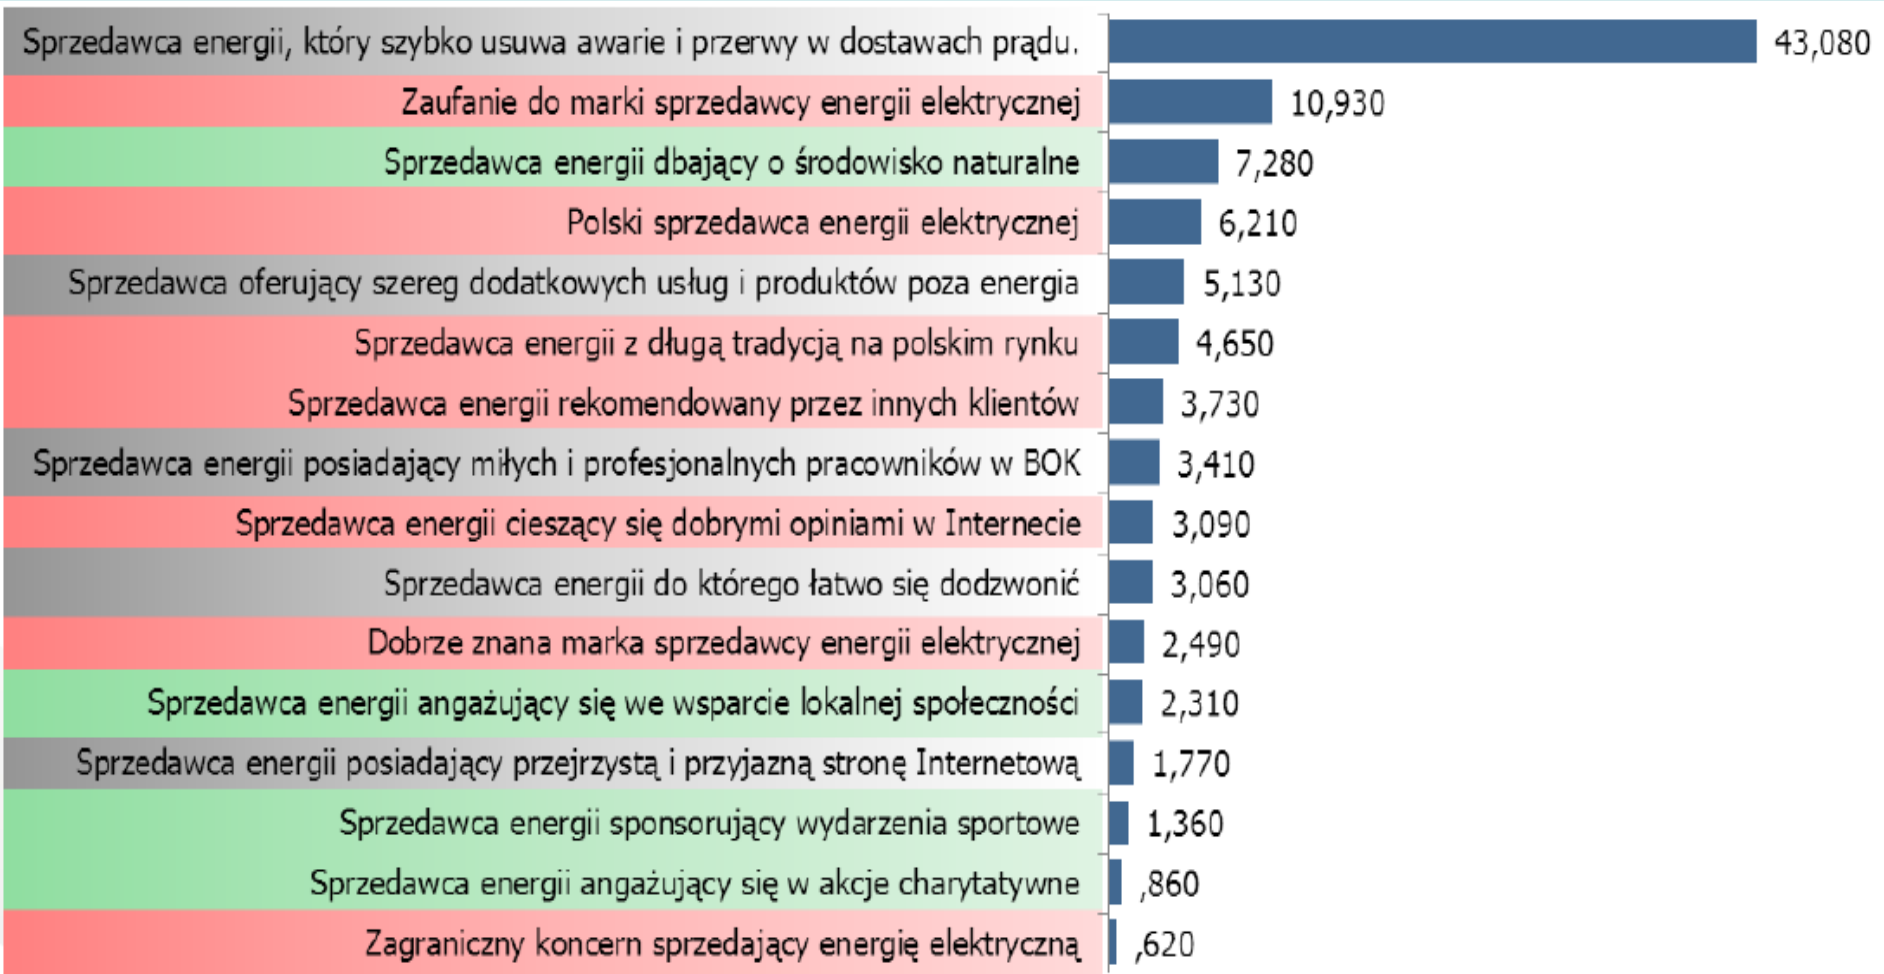 Sprzedawca energii, który szybko usuwa awarie i przerwy w dostawach prądu. 43,080
Zaufanie do marki sprzedawcy energii elektrycznej 10,930
Sprzedawca energii dbający o środowisko naturalne 7,280
Polski sprzedawca energii elektrycznej 6,210
Sprzedawca oferujący szereg dodatkowych usług i produktów poza energia 5,130
Sprzedawca energii z długą tradycją na polskim rynku 4,650
Sprzedawca energii rekomendowany przez innych klientów 3,730
Sprzedawca energii posiadający miłych i profesjonalnych pracowników w BOK 3,410
Sprzedawca energii cieszący się dobrymi opiniami w Internecie 3,090
Sprzedawca energii do którego łatwo się dodzwonić 3,060
Dobrze znana marka sprzedawcy energii elektrycznej 2,490
Sprzedawca energii angażujący się we wsparcie lokalnej społeczności 2,310
Sprzedawca energii posiadający przejrzystą i przyjazną stronę Internetową 1,770
Sprzedawca energii sponsorujący wydarzenia sportowe 1,360
Sprzedawca energii angażujący się w akcje charytatywne ,860
Zagraniczny koncern sprzedający energię elektryczną ,620